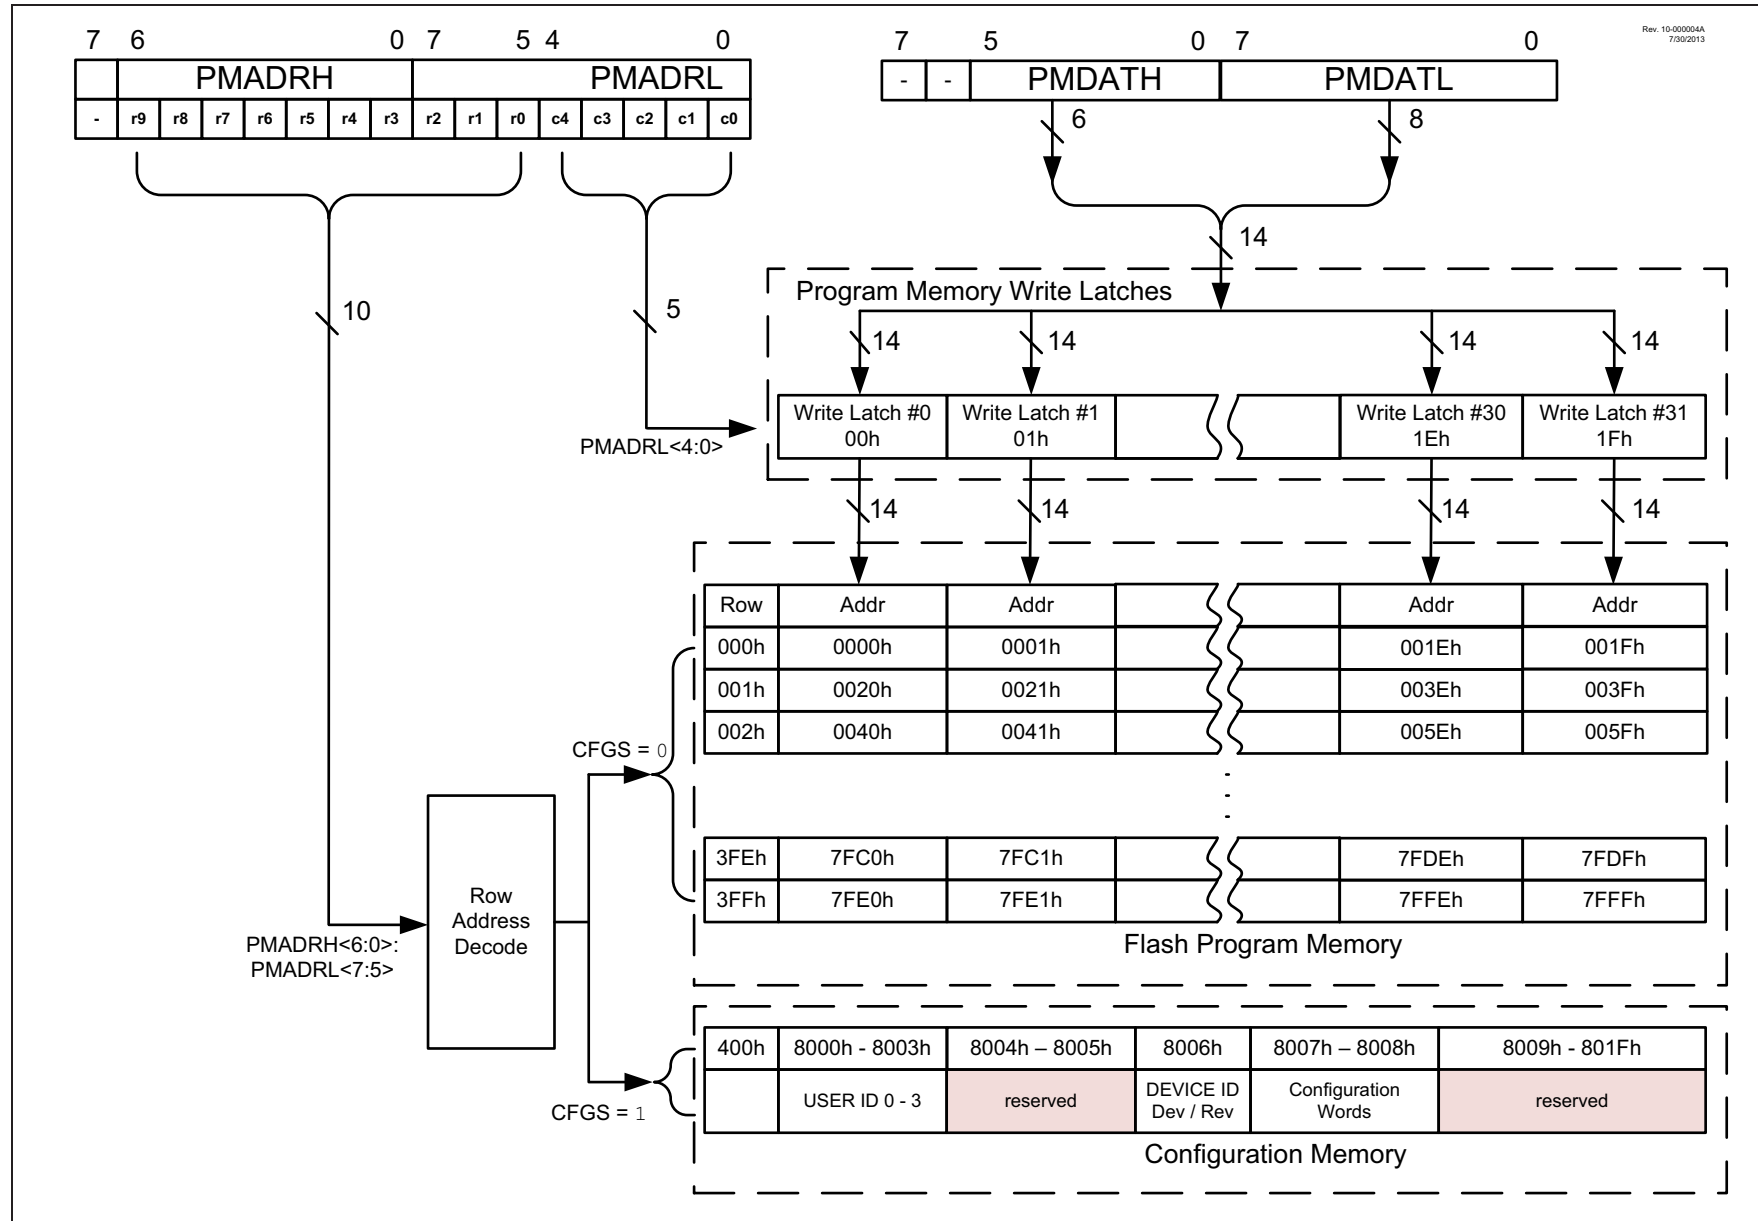 Rev. 10-000004A
7/30/2013
7 6 0 7 5 4 0
7 5 0 7 0
PMADRH PMADRL
- - PMDATH PMDATL
- r9 r8 r7 r6 r5 r4 r3 r2 r1 r0 c4 c3 c2 c1 c0
6 8
14
Program Memory Write Latches
10 5
14 14 14 14
Write Latch #0 Write Latch #1 Write Latch #30 Write Latch #31
00h 01h 1Eh 1Fh
PMADRL<4:0>
14 14 14 14
Row Addr Addr Addr Addr
000h 0000h 0001h 001Eh 001Fh
001h 0020h 0021h 003Eh 003Fh
002h 0040h 0041h 005Eh 005Fh
CFGS = 0
3FEh 7FC0h 7FC1h 7FDEh 7FDFh
3FFh 7FE0h 7FE1h 7FFEh 7FFFh
Row
Address
Decode
PMADRH<6:0>:
PMADRL<7:5>
Flash Program Memory
400h 8000h - 8003h 8004h – 8005h 8006h 8007h – 8008h 8009h - 801Fh
USER ID 0 - 3 reserved DEVICE ID Configuration reserved
Dev / Rev Words
CFGS = 1
Configuration Memory